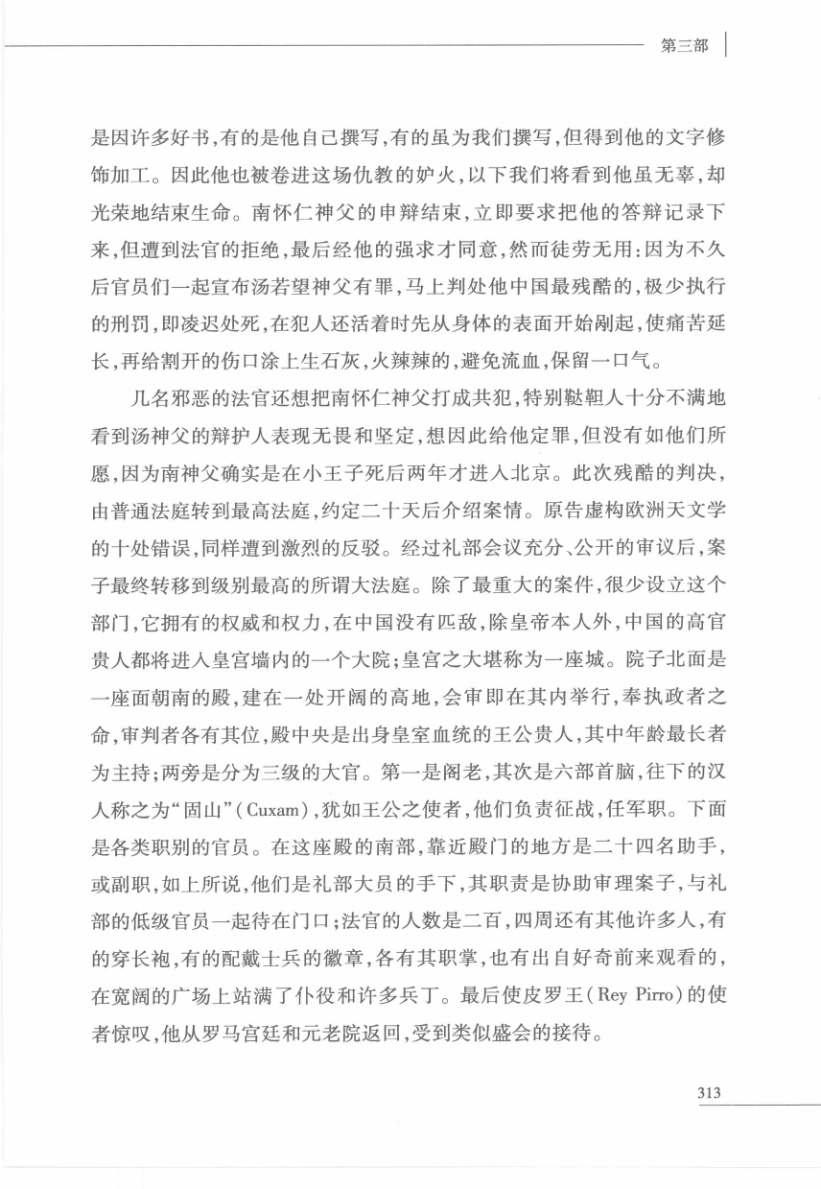 第三部
是因许多好书,有的是他自己撰写,有的虽为我们撰写,但得到他的文字修
饰加工。因此他也被卷进这场仇教的妒火,以下我们将看到他虽无辜,却
光荣地结束生命。南怀仁神父的申辩结束,立即要求把他的答辩记录下
来,但遭到法官的拒绝,最后经他的强求才同意,然而徒劳无用:因为不久
后官员们一起宣布汤若望神父有罪,马上判处他中国最残酷的,极少执行
的刑罚,即凌迟处死,在犯人还活着时先从身体的表面开始剐起,使痛苦延
长,再给割开的伤口涂上生石灰,火辣辣的,避免流血,保留一口气。
几名邪恶的法官还想把南怀仁神父打成共犯,特别鞑靼人十分不满地
看到汤神父的辩护人表现无畏和坚定,想因此给他定罪,但没有如他们所
愿,因为南神父确实是在小王子死后两年才进入北京。此次残酷的判决,
由普通法庭转到最高法庭,约定二十天后介绍案情。原告虚构欧洲天文学
的十处错误,同样遭到激烈的反驳。经过礼部会议充分、公开的审议后,案
子最终转移到级别最高的所谓大法庭。除了最重大的案件,很少设立这个
部门,它拥有的权威和权力,在中国没有匹敌,除皇帝本人外,中国的高官
贵人都将进入皇宫墙内的一个大院;皇宫之大堪称为一座城。院子北面是
一座面朝南的殿,建在一处开阔的高地,会审即在其内举行,奉执政者之
命,审判者各有其位,殿中央是出身皇室血统的王公贵人,其中年龄最长者
为主持;两旁是分为三级的大官。第一是阁老,其次是六部首脑,往下的汉
人称之为“固山”(Cuxam),犹如王公之使者,他们负责征战,任军职。下面
是各类职别的官员。在这座殿的南部,靠近殿门的地方是二十四名助手,
或副职,如上所说,他们是礼部大员的手下,其职责是协助审理案子,与礼
部的低级官员一起待在门口;法官的人数是二百,四周还有其他许多人,有
的穿长袍,有的配戴士兵的徽章,各有其职掌,也有出自好奇前来观看的,
在宽阔的广场上站满了仆役和许多兵丁。最后使皮罗王(Rey Pirro)的使
者惊叹,他从罗马宫廷和元老院返回,受到类似盛会的接待。
313